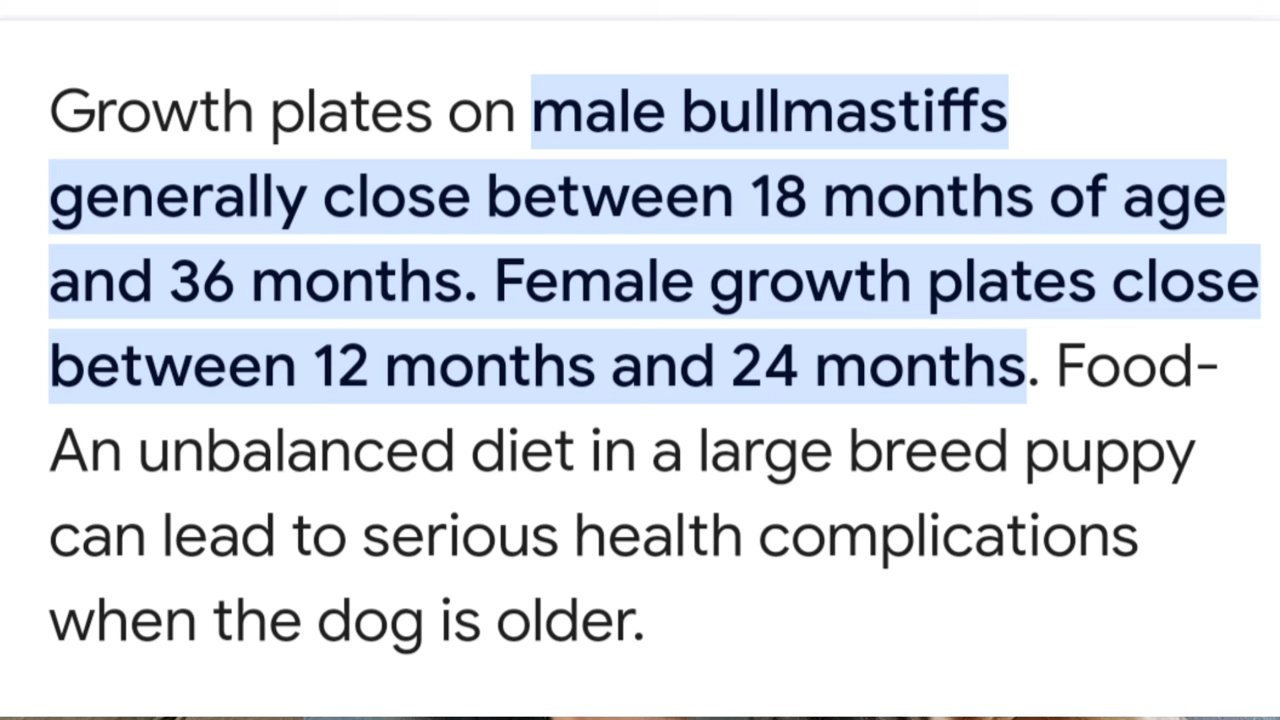 Growth plates on male bullmastiffs
generally close between 18 months of age
and 36 months. Female growth plates close
between 12 months and 24 months. Food-
An unbalanced diet in a large breed puppy
can lead to serious health complications
when the dog is older.